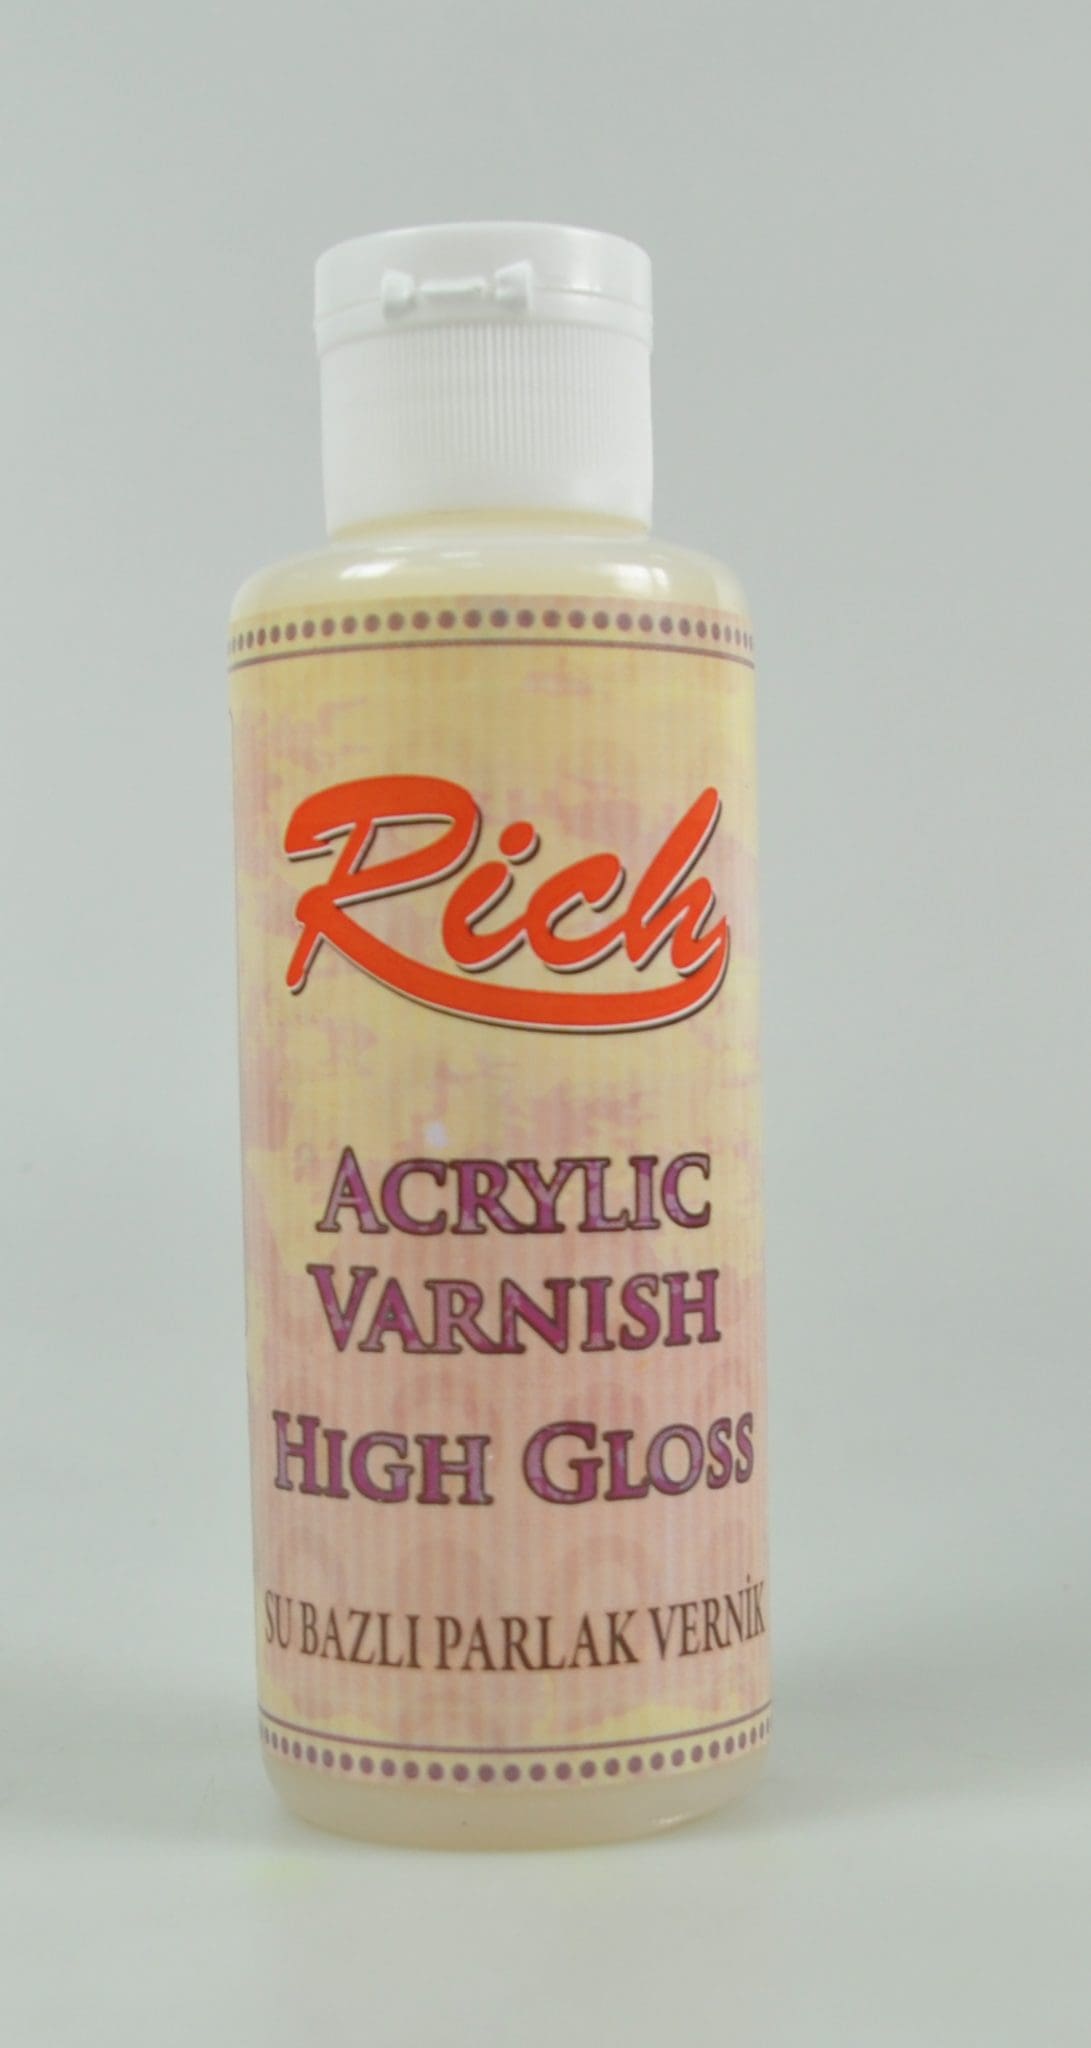 Rich
ACRYLIC
VARNISH
HIGH GLOSS
SU BAZLI PARLAK VERNİK